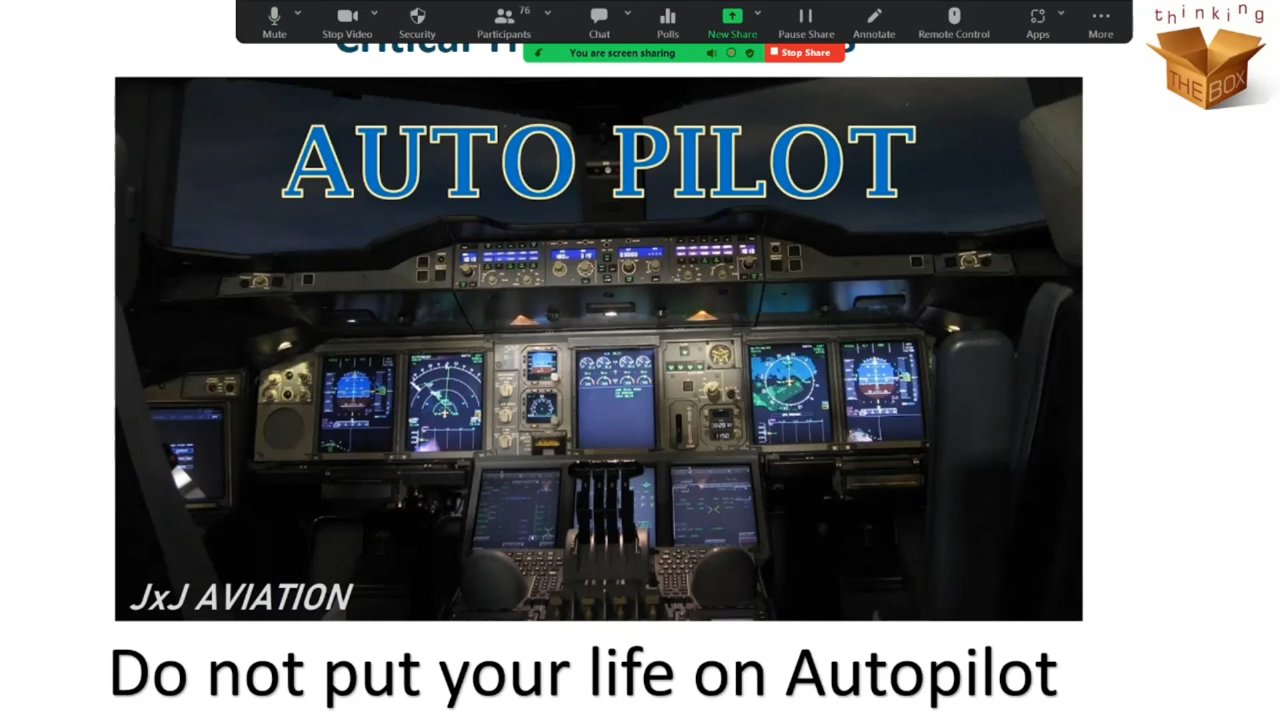 Mute
Stop Video
Security
Participants
76
Chat
Polls
New Share
Pause Share
Annotate
Remote Control
Apps
More
You are screen sharing
Stop Share
thinking
THE BOX
Critical
AUTO PILOT
JxJ AVIATION
Do not put your life on Autopilot